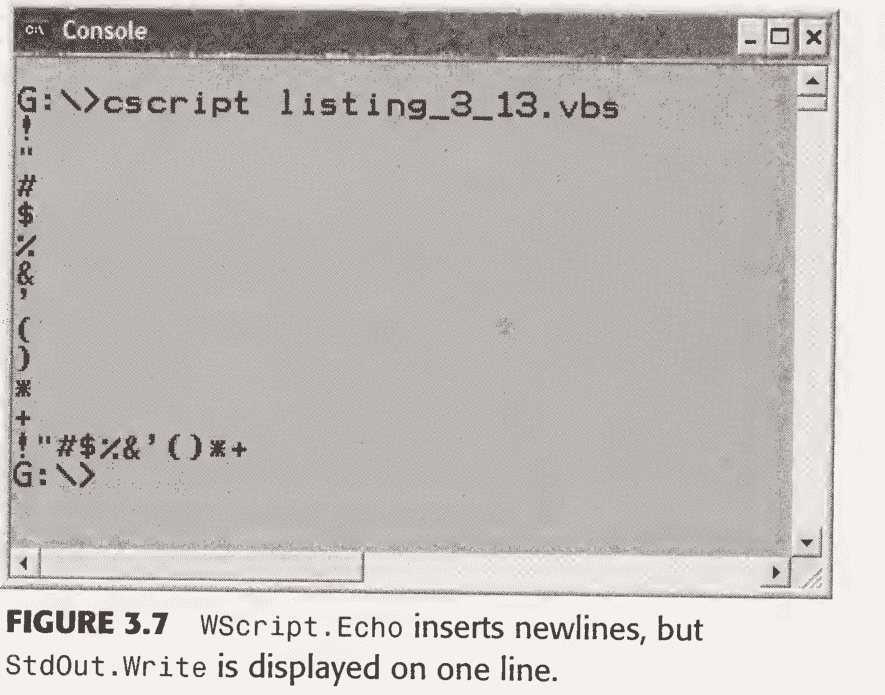 C:\ Console
G:\>cscript listing_3_13.vbs
!
"
#
$
%
&
'
(
)
*
+
!"#$%&'()*+
G:\>
FIGURE 3.7 WScript.Echo inserts newlines, but
StdOut.Write is displayed on one line.